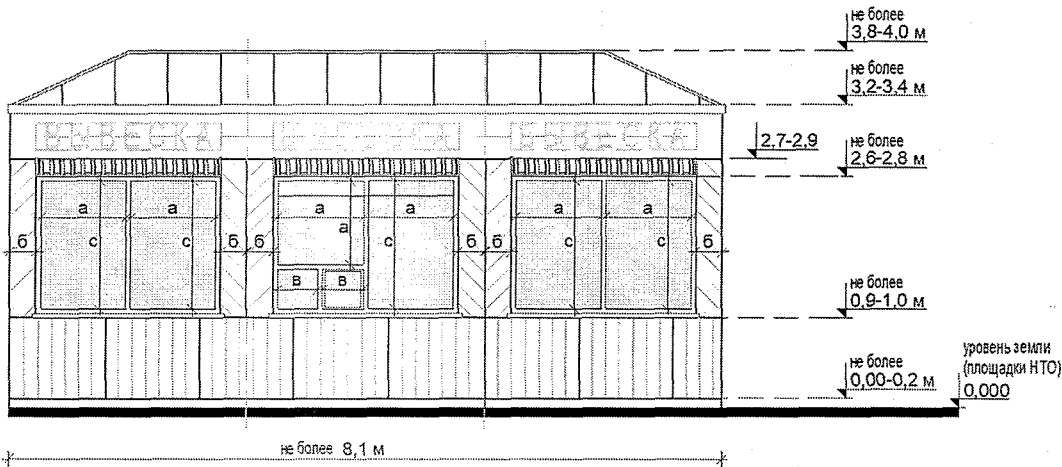 не более
3,8-4,0 м
не более
3,2-3,4 м
ВЫВЕСКА ВЫВЕСКА ВЫВЕСКА
2,7-2,9
не более
2,6-2,8 м
а а а а а а
б с с б б а с б б с с б
в в
не более
0,9-1,0 м
не более
0,00-0,2 м
уровень земли
(площадки НТО)
0,000
не более 8,1 м